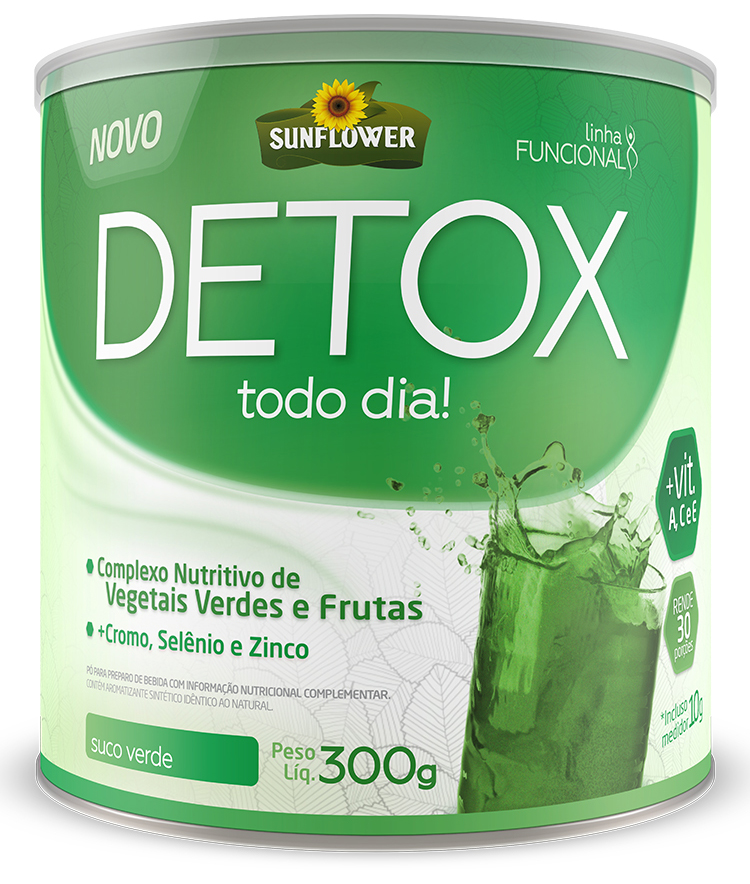 NOVO
SUNFLOWER
linha
FUNCIONAL
DETOX
todo dia!
+vit.
A, C e E
• Complexo Nutritivo de
Vegetais Verdes e Frutas
• +Cromo, Selênio e Zinco
RENDE
30
porções
PÓ PARA PREPARO DE BEBIDA COM INFORMAÇÃO NUTRICIONAL COMPLEMENTAR.
CONTÉM AROMATIZANTE SINTÉTICO IDÊNTICO AO NATURAL.
*Incluso
medidor 10g
suco verde
Peso
Líq. 300g